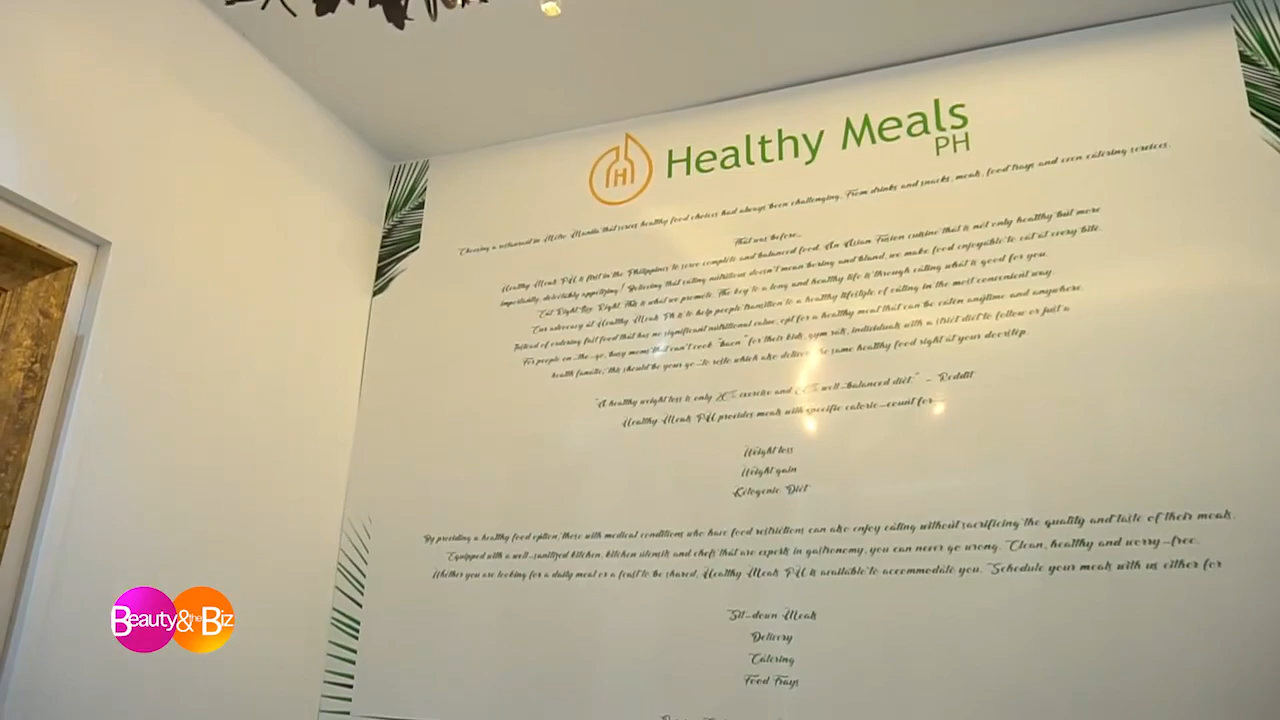 Healthy Meals
PH
Choosing a restaurant in Metro Manila that serves healthy food choices had always been challenging. From drinks and snacks, meals, food trays and even catering services.
That was before...
Healthy Meals PH is first in the Philippines to serve complete and balanced food. An Asian Fusion cuisine that is not only healthy but more
importantly, delectably appetizing! Believing that eating nutritious doesn't mean boring and bland, we make food enjoyable to eat at every bite.
Eat Right, Live Right. This is what we promote. The key to a long and healthy life is through eating what is good for you.
Our advocacy at Healthy Meals Ph is to help people transition to a healthy lifestyle of eating in the most convenient way.
Instead of ordering fast food that has no significant nutritional value, opt for a healthy meal that can be eaten anytime and anywhere.
For people on-the-go, busy moms that can't cook "baon" for their kids, gym rats, individuals with a strict diet to follow or just a
health fanatic, this should be your go-to resto which also delivers the same healthy food right at your doorstep.
"A healthy weight loss is only 20% exercise and well-balanced diet." - Reddit
Healthy Meals PH provides meals with specific calorie-count for
Weight loss
Weight gain
Ketogenic Diet
By providing a healthy food option, those with medical conditions who have food restrictions can also enjoy eating without sacrificing the quality and taste of their meals.
Equipped with a well-sanitized kitchen, kitchen utensils and chefs that are experts in gastronomy, you can never go wrong. Clean, healthy and worry-free.
Whether you are looking for a daily meal or a feast to be shared, Healthy Meals PH is available to accommodate you. Schedule your meals with us either for
Sit-down Meals
Delivery
Catering
Food Trays
Beauty & the Biz